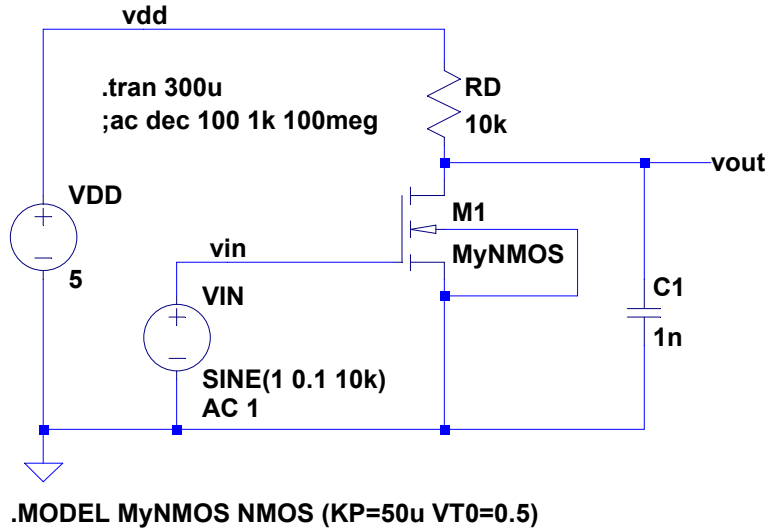 vdd
.tran 300u
;ac dec 100 1k 100meg
RD
10k
vout
VDD
5
M1
MyNMOS
vin
VIN
C1
1n
SINE(1 0.1 10k)
AC 1
.MODEL MyNMOS NMOS (KP=50u VT0=0.5)